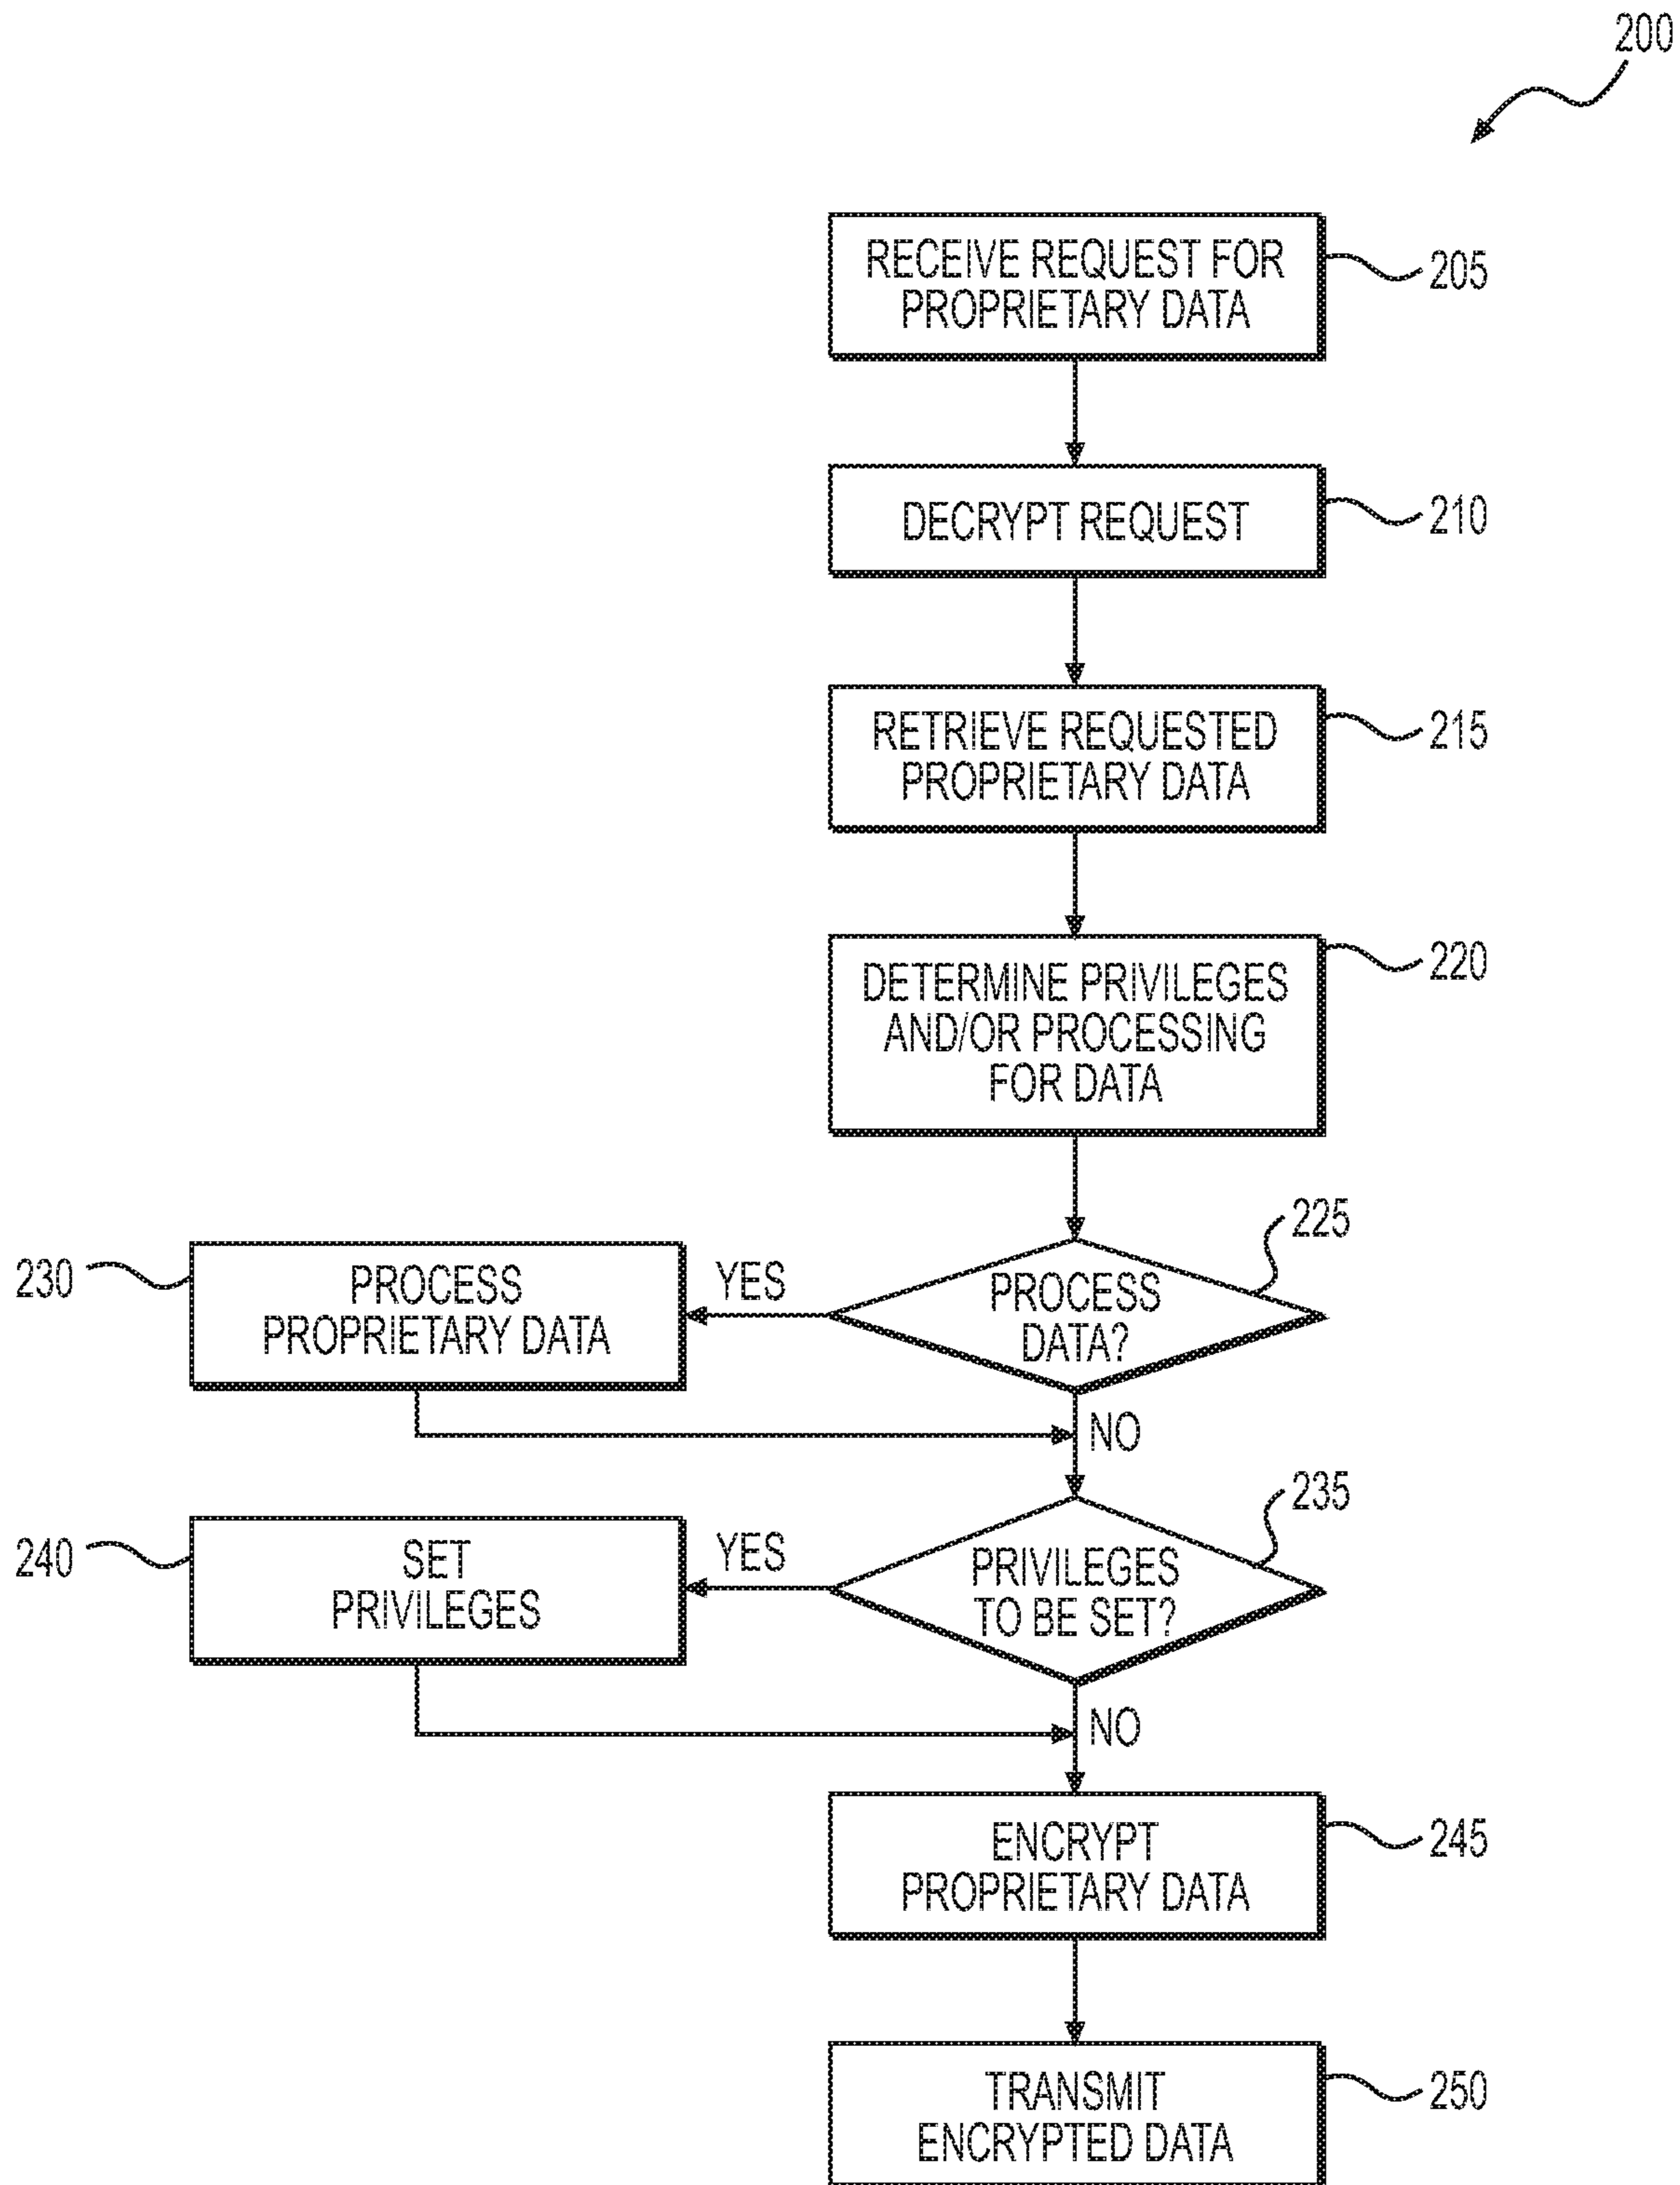 200
RECEIVE REQUEST FOR
PROPRIETARY DATA
205
DECRYPT REQUEST
210
RETRIEVE REQUESTED
PROPRIETARY DATA
215
DETERMINE PRIVILEGES
AND/OR PROCESSING
FOR DATA
220
225
PROCESS
DATA?
YES
230
PROCESS
PROPRIETARY DATA
NO
235
PRIVILEGES
TO BE SET?
YES
240
SET
PRIVILEGES
NO
ENCRYPT
PROPRIETARY DATA
245
TRANSMIT
ENCRYPTED DATA
250